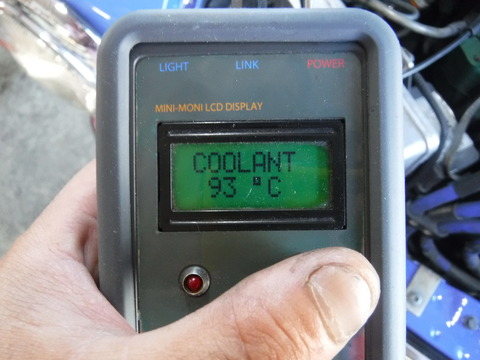 LIGHT LINK POWER
MINI-MONI LCD DISPLAY
COOLANT
93 °C